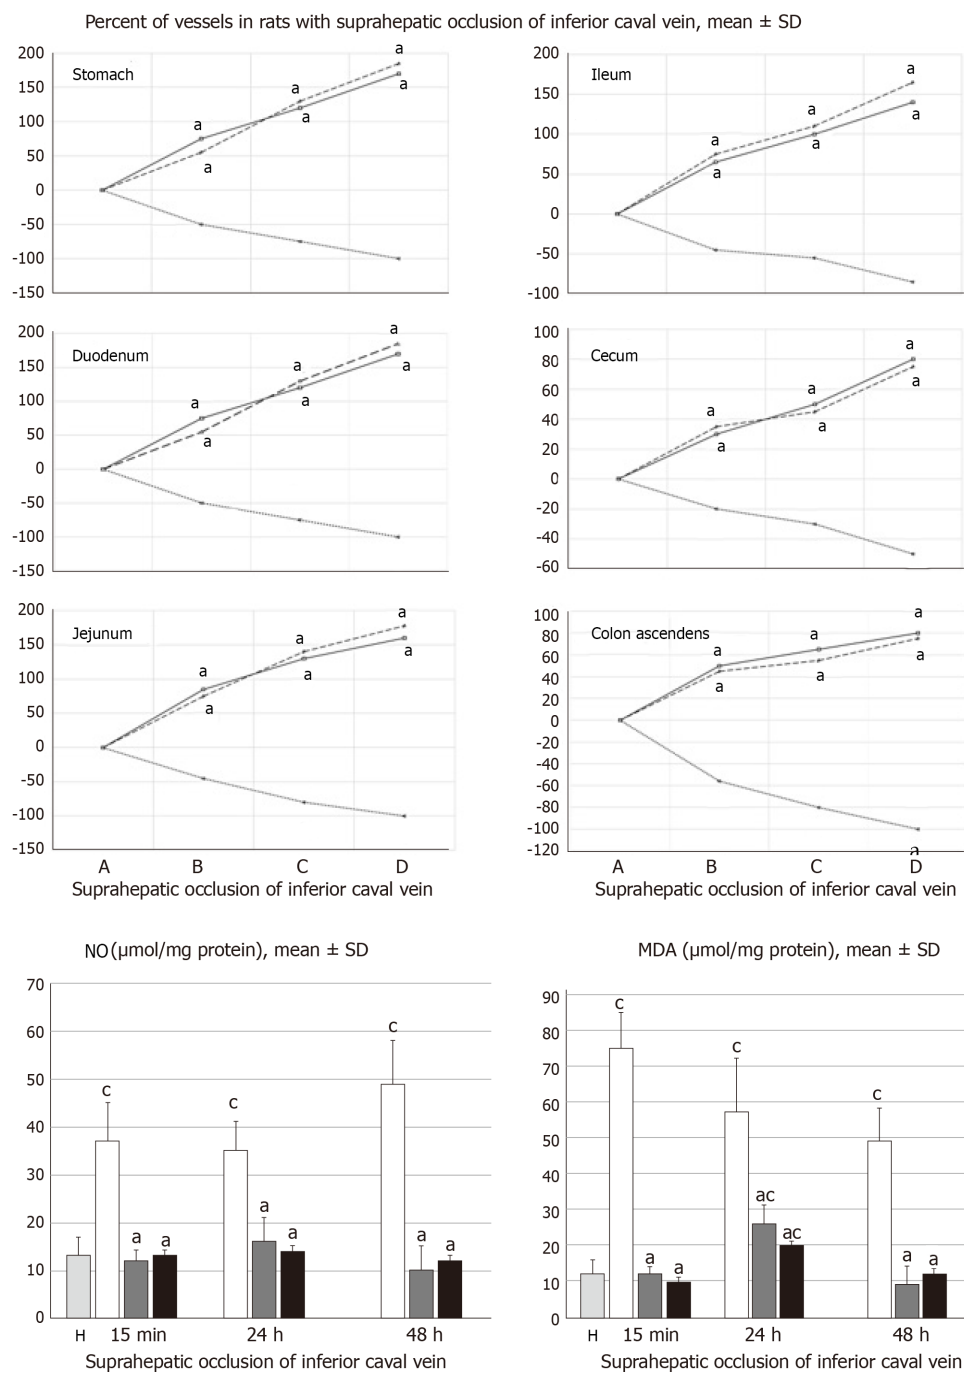 Percent of vessels in rats with suprahepatic occlusion of inferior caval vein, mean ± SD
200
150
100
50
0
-50
-100
-150
Stomach
a
a
a
a
a
a
200
150
100
50
0
-50
-100
Ileum
a
a
a
a
a
a
200
150
100
50
0
-50
-100
-150
Duodenum
a
a
a
a
a
a
100
80
60
40
20
0
-20
-40
-60
Cecum
a
a
a
a
a
a
200
150
100
50
0
-50
-100
-150
Jejunum
a
a
a
a
a
a
A B C D
Suprahepatic occlusion of inferior caval vein
100
80
60
40
20
0
-20
-40
-60
-80
-100
-120
Colon ascendens
a
a
a
a
a
a
a
A B C D
Suprahepatic occlusion of inferior caval vein
NO (µmol/mg protein), mean ± SD
70
60
50
40
30
20
10
0
c
a a
c
a
a
c
a a
H 15 min 24 h 48 h
Suprahepatic occlusion of inferior caval vein
MDA (µmol/mg protein), mean ± SD
90
80
70
60
50
40
30
20
10
0
c
a a
c
ac
ac
c
a a
H 15 min 24 h 48 h
Suprahepatic occlusion of inferior caval vein